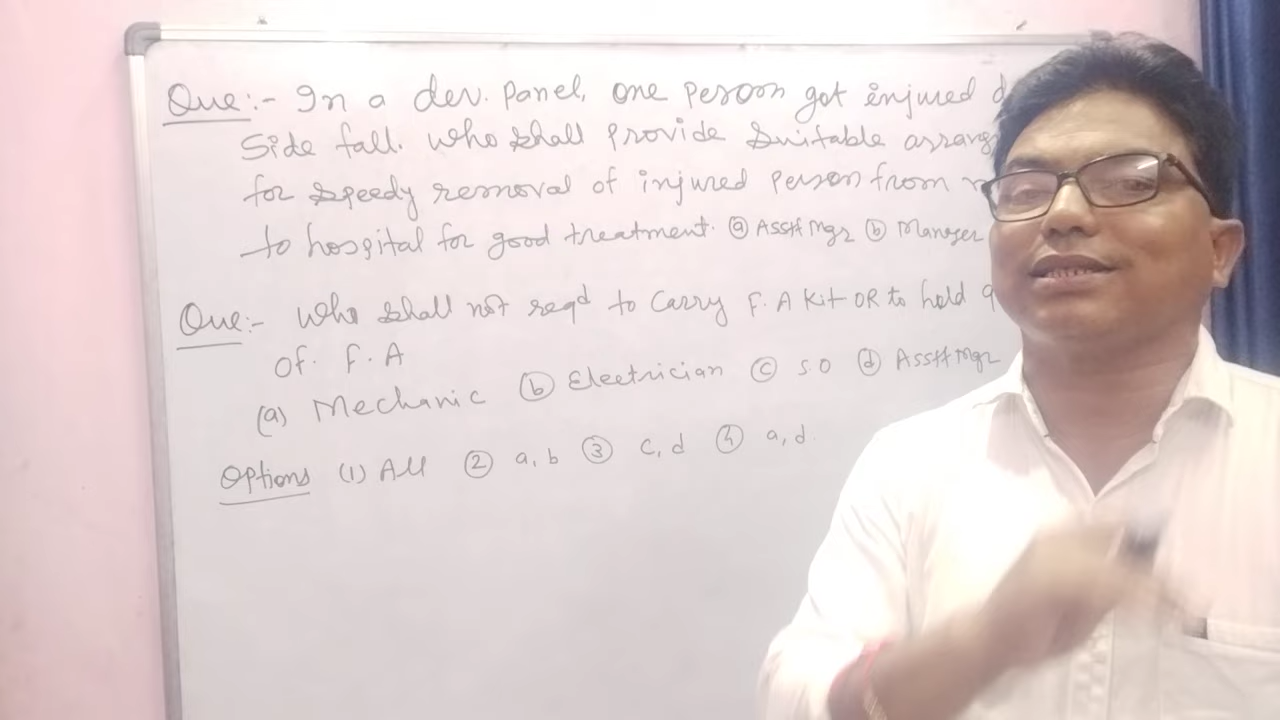 Que:- In a dev. Panel, one person got injured d
Side fall. Who shall provide suitable arrang
for speedy removal of injured person from
to hospital for good treatment. (a) Asstt Mgr (b) Manager
Que:- Who shall not reqd to carry F.A Kit OR to hold
of. F.A
(a) Mechanic (b) Electrician (c) S.O (d) Asstt Mgr
Options (1) All (2) a, b (3) c, d (4) a, d.